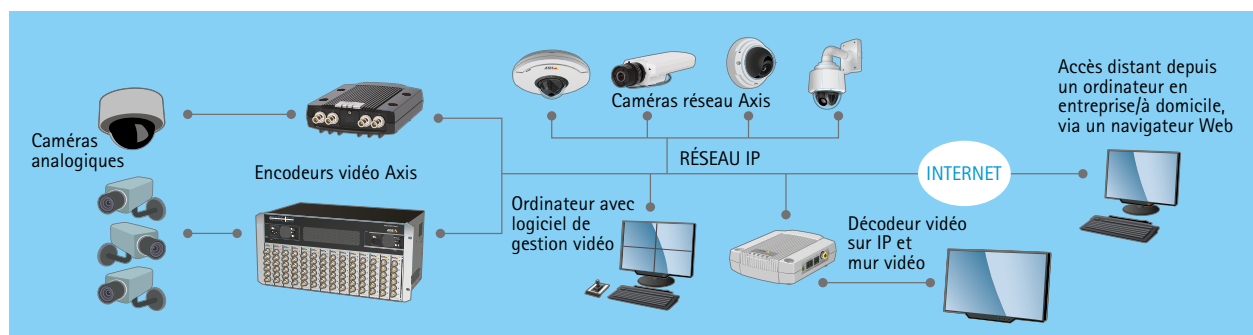 Caméras
analogiques
Encodeurs vidéo Axis
Caméras réseau Axis
RÉSEAU IP
Ordinateur avec
logiciel de
gestion vidéo
Décodeur vidéo
sur IP et
mur vidéo
INTERNET
Accès distant depuis
un ordinateur en
entreprise/à domicile,
via un navigateur Web